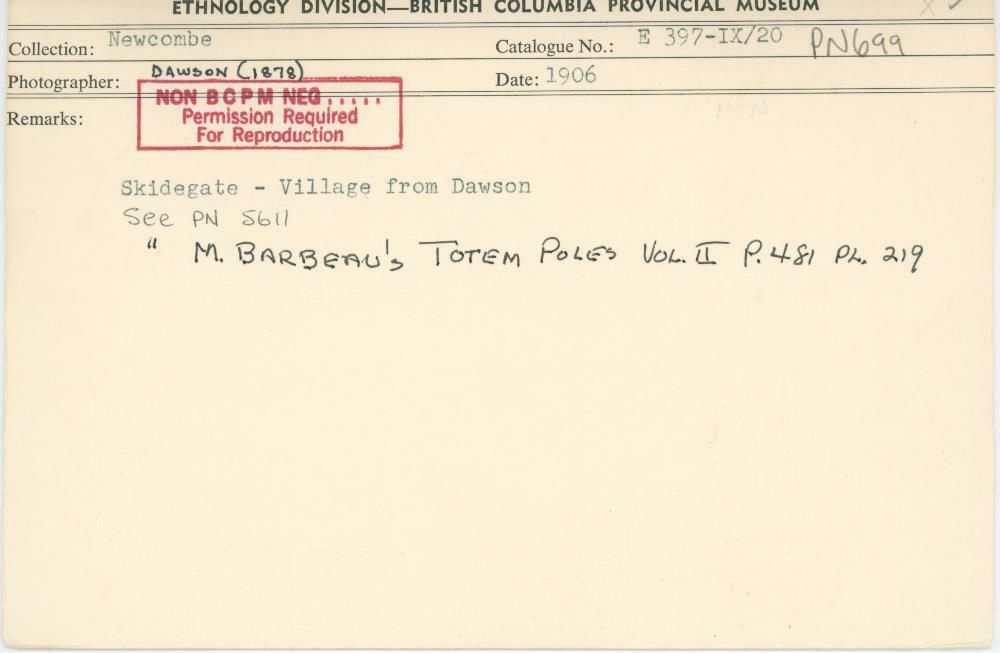 ETHNOLOGY DIVISION—BRITISH COLUMBIA PROVINCIAL MUSEUM
Collection: Newcombe Catalogue No.: E 397-IX/20 PN699
Photographer: DAWSON (1878) Date: 1906
NON BCPM NEG.....
Permission Required
For Reproduction
Remarks:
Skidegate - Village from Dawson
See PN 5611
" M. BARBEAU'S TOTEM POLES VOL. II P. 481 PL. 219